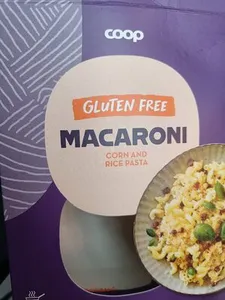 coop
GLUTEN FREE
MACARONI
CORN AND
RICE PASTA